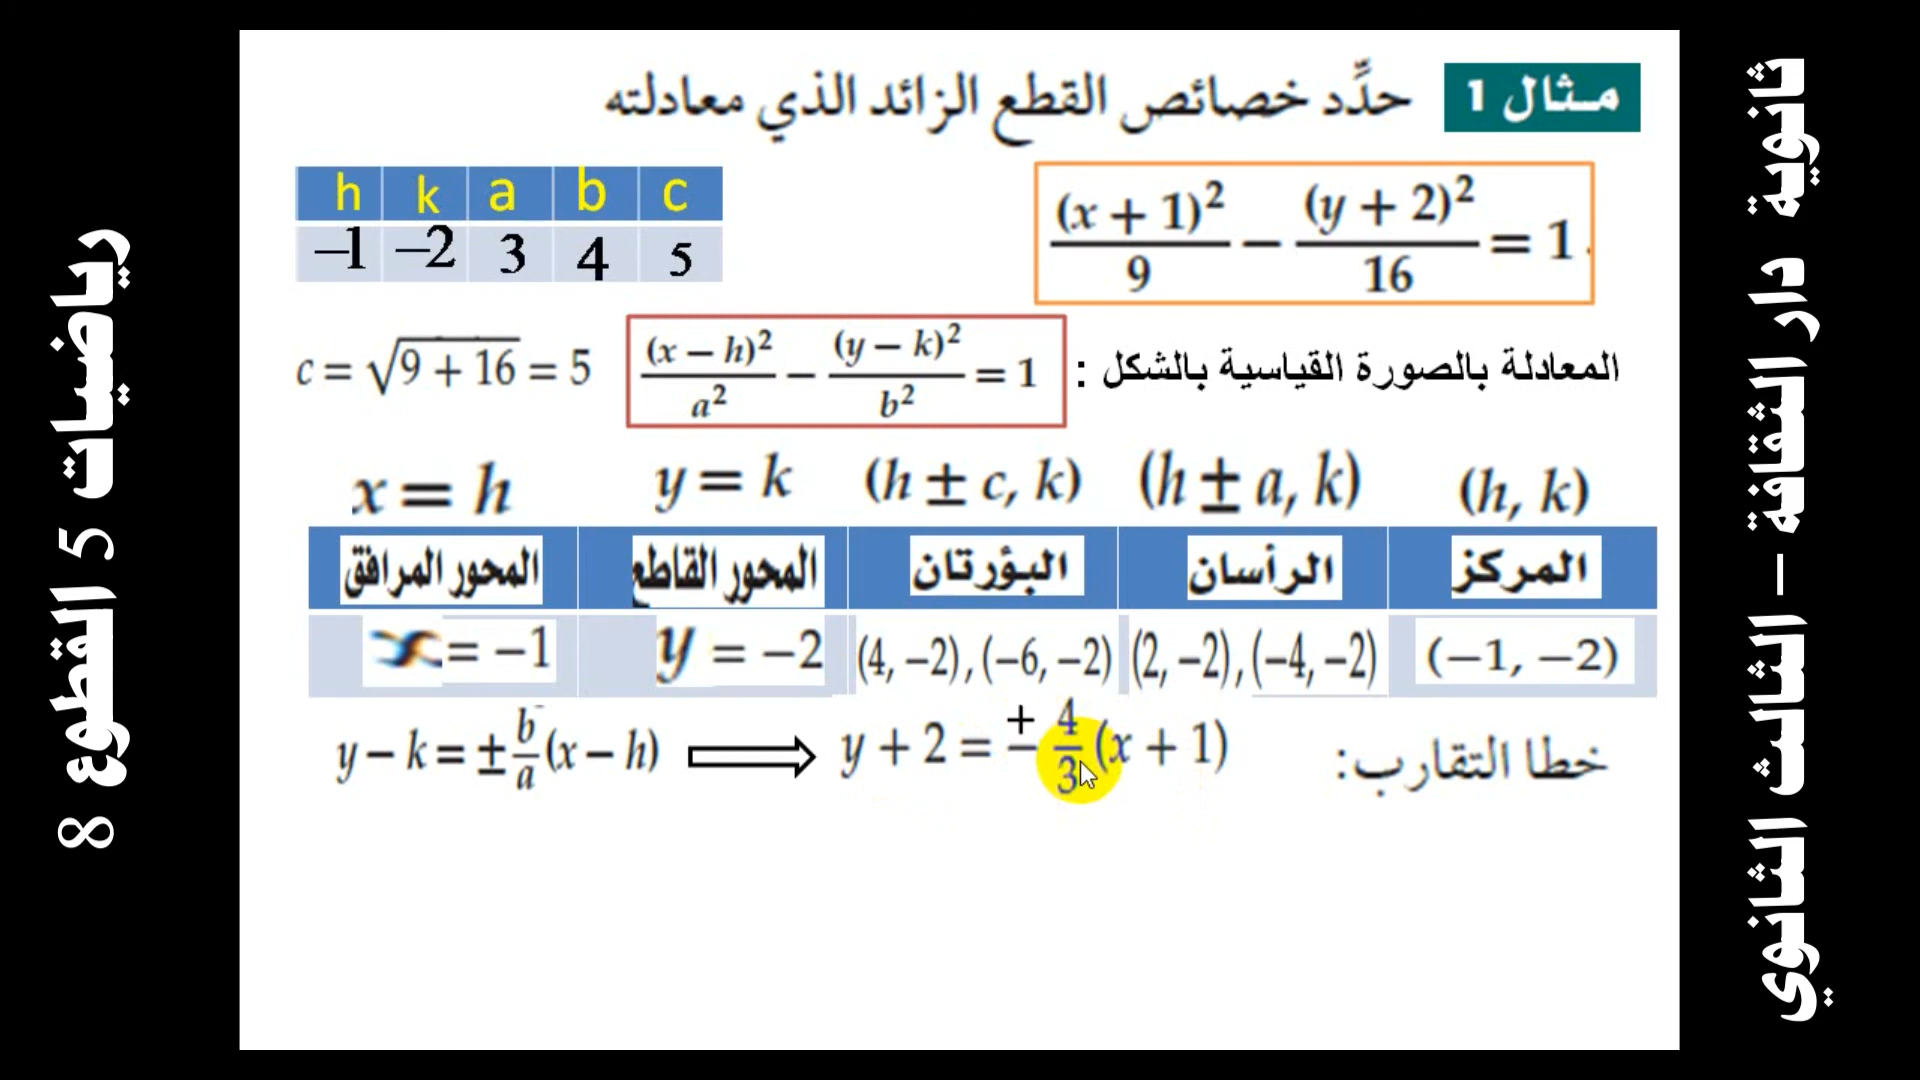 مثال 1 حدِّد خصائص القطع الزائد الذي معادلته
(x + 1)²/9 − (y + 2)²/16 = 1
h k a b c
−1 −2 3 4 5
المعادلة بالصورة القياسية بالشكل :
(x − h)²/a² − (y − k)²/b² = 1
c = √(9 + 16) = 5
(h, k) (h ± a, k) (h ± c, k) y = k x = h
المركز الرأسان البؤرتان المحور القاطع المحور المرافق
(−1, −2) (2, −2), (−4, −2) (4, −2), (−6, −2) y = −2 x = −1
خطا التقارب:
y − k = ± b/a (x − h) ⟹ y + 2 = ± 4/3 (x + 1)
ثانوية دار الثقافة – الثالث الثانوي
رياضيات 5 القطوع 8